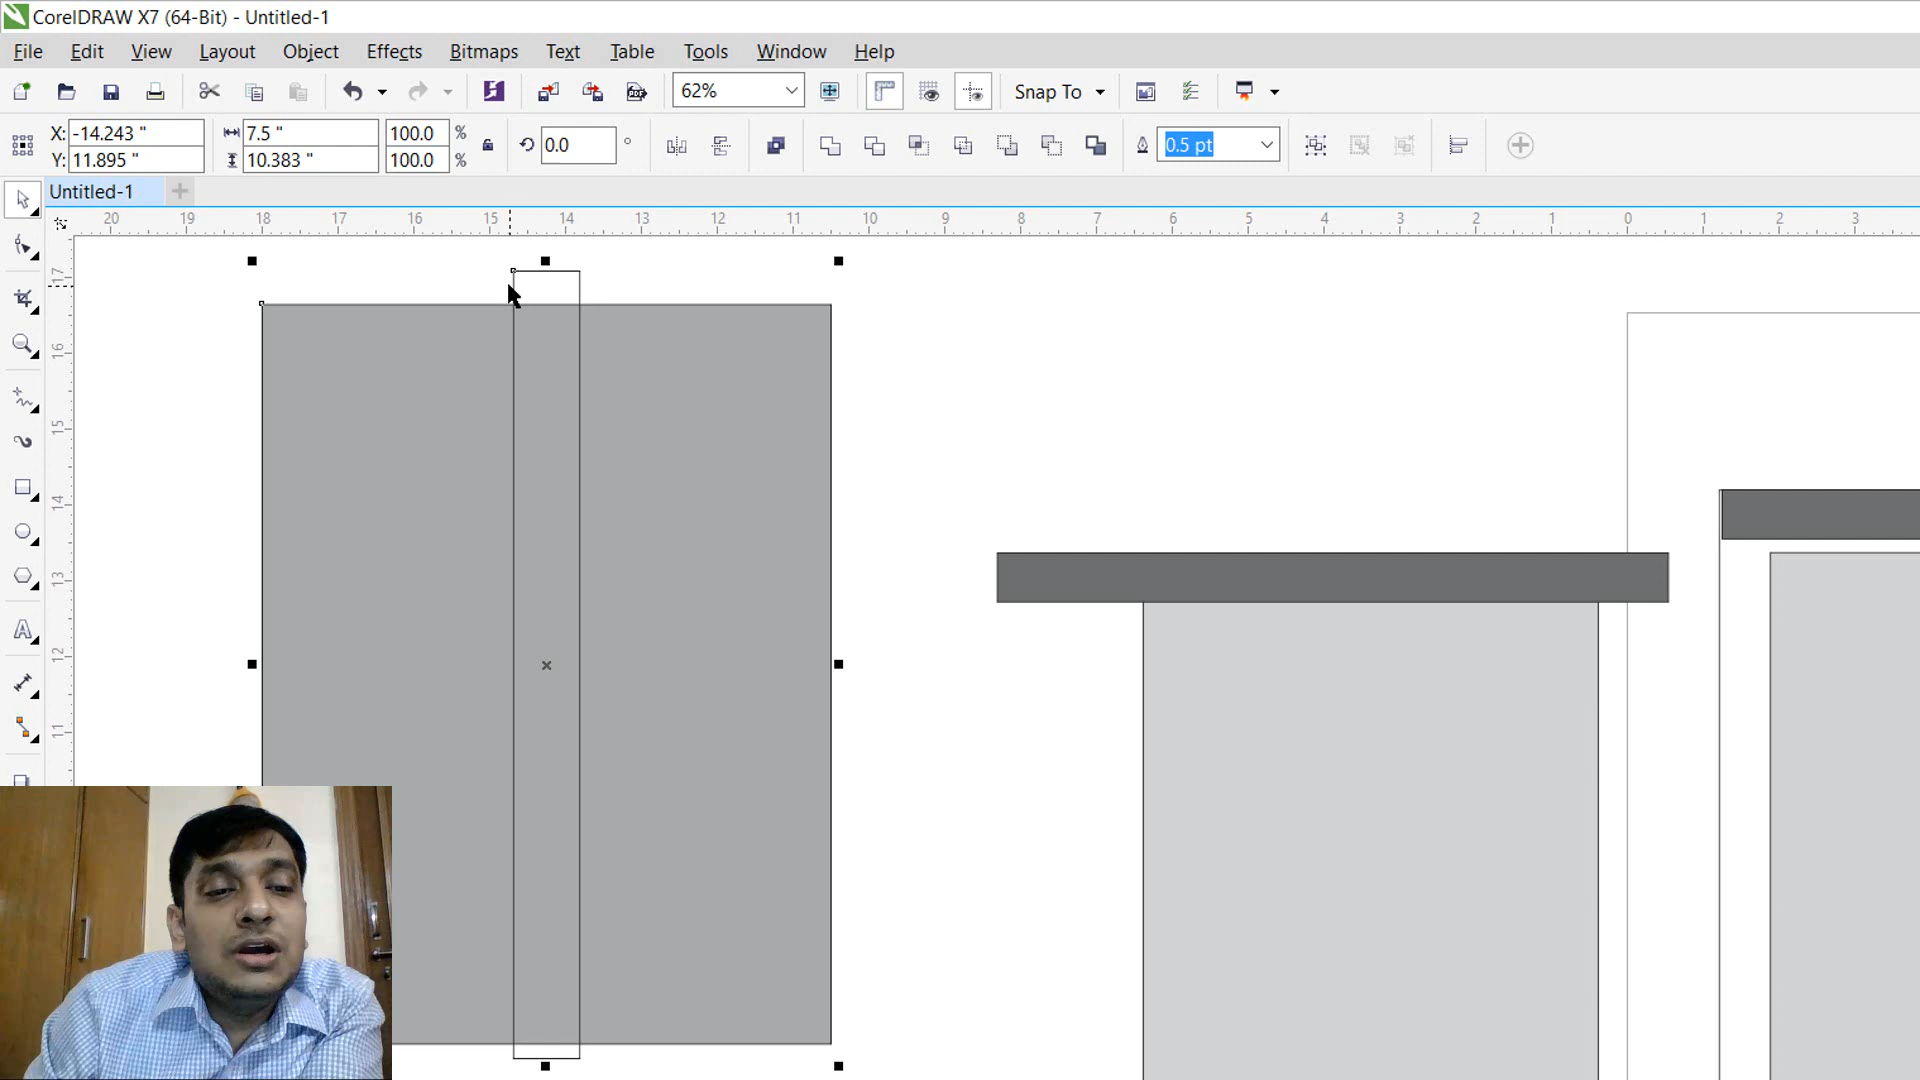 CorelDRAW X7 (64-Bit) - Untitled-1
File Edit View Layout Object Effects Bitmaps Text Table Tools Window Help
62% Snap To
X: -14.243 " 7.5 " 100.0 %
Y: 11.895 " 10.383 " 100.0 %
0.0 ° 0.5 pt
Untitled-1
20 19 18 17 16 15 14 13 12 11 10 9 8 7 6 5 4 3 2 1 0 1 2 3
17
16
15
14
13
12
11